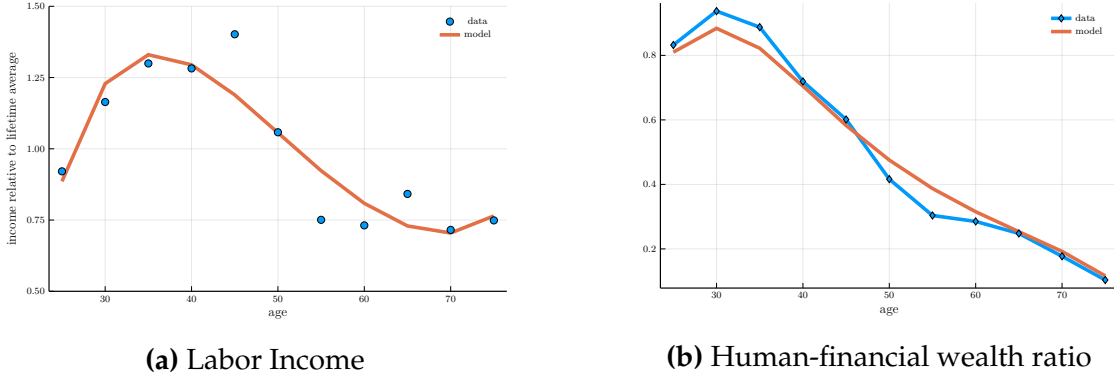 1.50
1.25
1.00
0.75
0.50
income relative to lifetime average
data
model
30
40
50
60
70
age
(a) Labor Income
0.8
0.6
0.4
0.2
data
model
30
40
50
60
70
age
(b) Human-financial wealth ratio